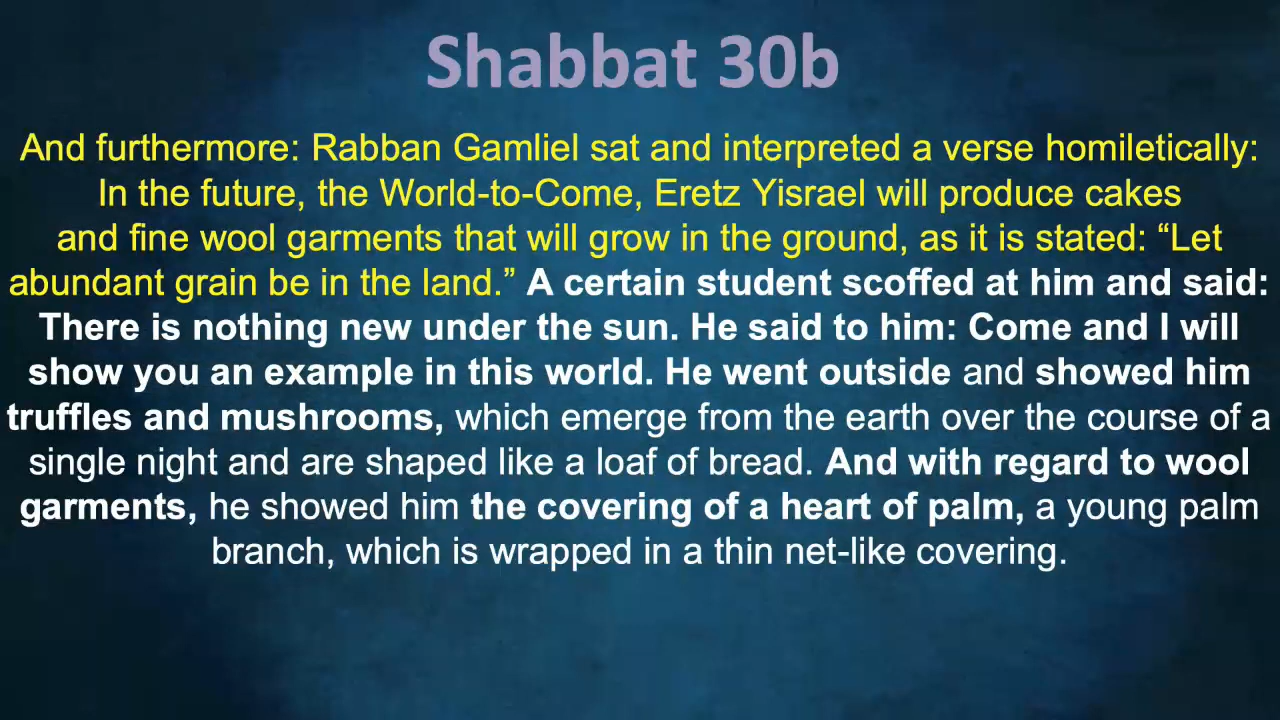 Shabbat 30b
And furthermore: Rabban Gamliel sat and interpreted a verse homiletically:
In the future, the World-to-Come, Eretz Yisrael will produce cakes
and fine wool garments that will grow in the ground, as it is stated: “Let
abundant grain be in the land.” A certain student scoffed at him and said:
There is nothing new under the sun. He said to him: Come and I will
show you an example in this world. He went outside and showed him
truffles and mushrooms, which emerge from the earth over the course of a
single night and are shaped like a loaf of bread. And with regard to wool
garments, he showed him the covering of a heart of palm, a young palm
branch, which is wrapped in a thin net-like covering.